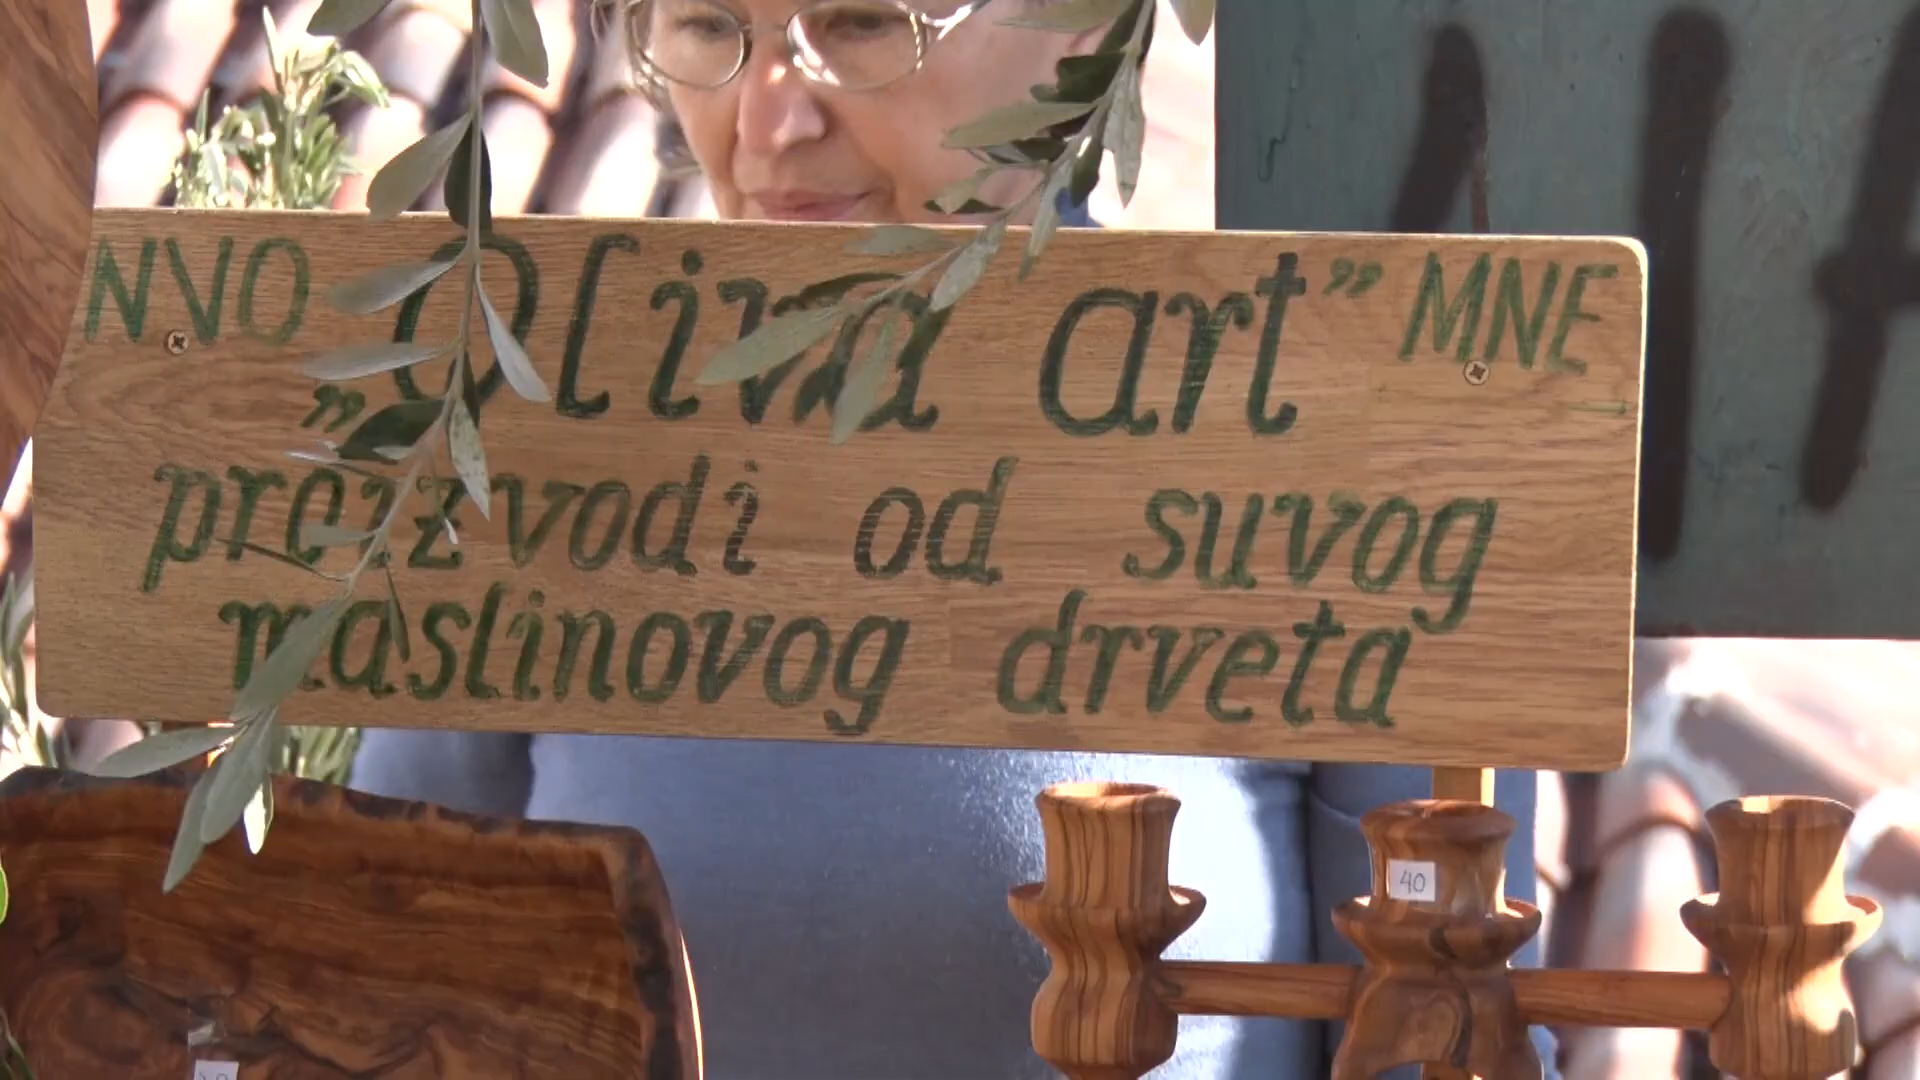 NVO „Oliva art” MNE
proizvodi od suvog
maslinovog drveta
40